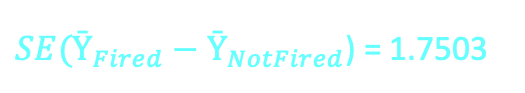 SE(Ȳ_Fired − Ȳ_NotFired) = 1.7503